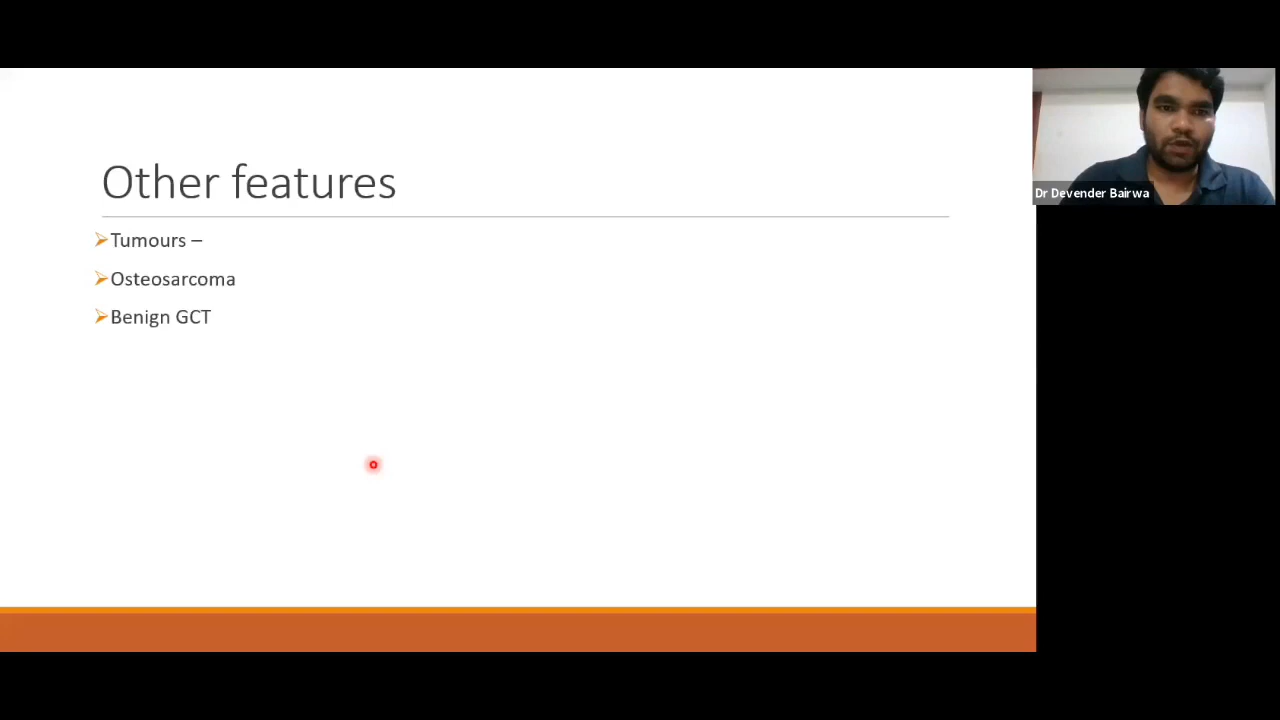 Other features
Tumours –
Osteosarcoma
Benign GCT
Dr Devender Bairwa